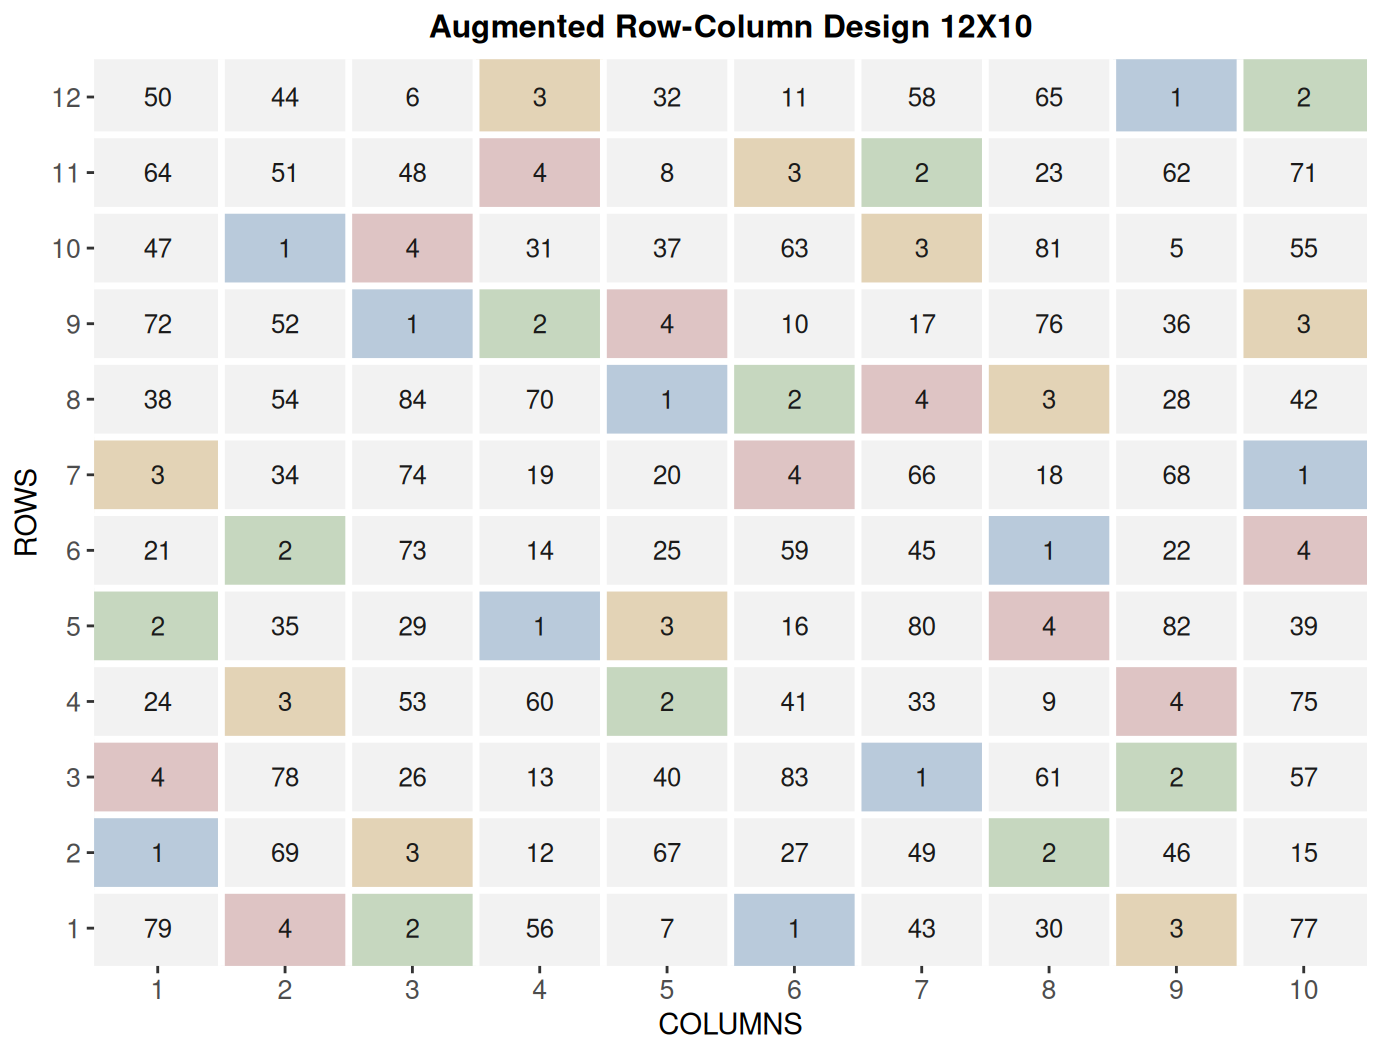 Augmented Row-Column Design 12X10
12 50 44 6 3 32 11 58 65 1 2
11 64 51 48 4 8 3 2 23 62 71
10 47 1 4 31 37 63 3 81 5 55
9 72 52 1 2 4 10 17 76 36 3
8 38 54 84 70 1 2 4 3 28 42
7 3 34 74 19 20 4 66 18 68 1
6 21 2 73 14 25 59 45 1 22 4
5 2 35 29 1 3 16 80 4 82 39
4 24 3 53 60 2 41 33 9 4 75
3 4 78 26 13 40 83 1 61 2 57
2 1 69 3 12 67 27 49 2 46 15
1 79 4 2 56 7 1 43 30 3 77
1 2 3 4 5 6 7 8 9 10
ROWS
COLUMNS